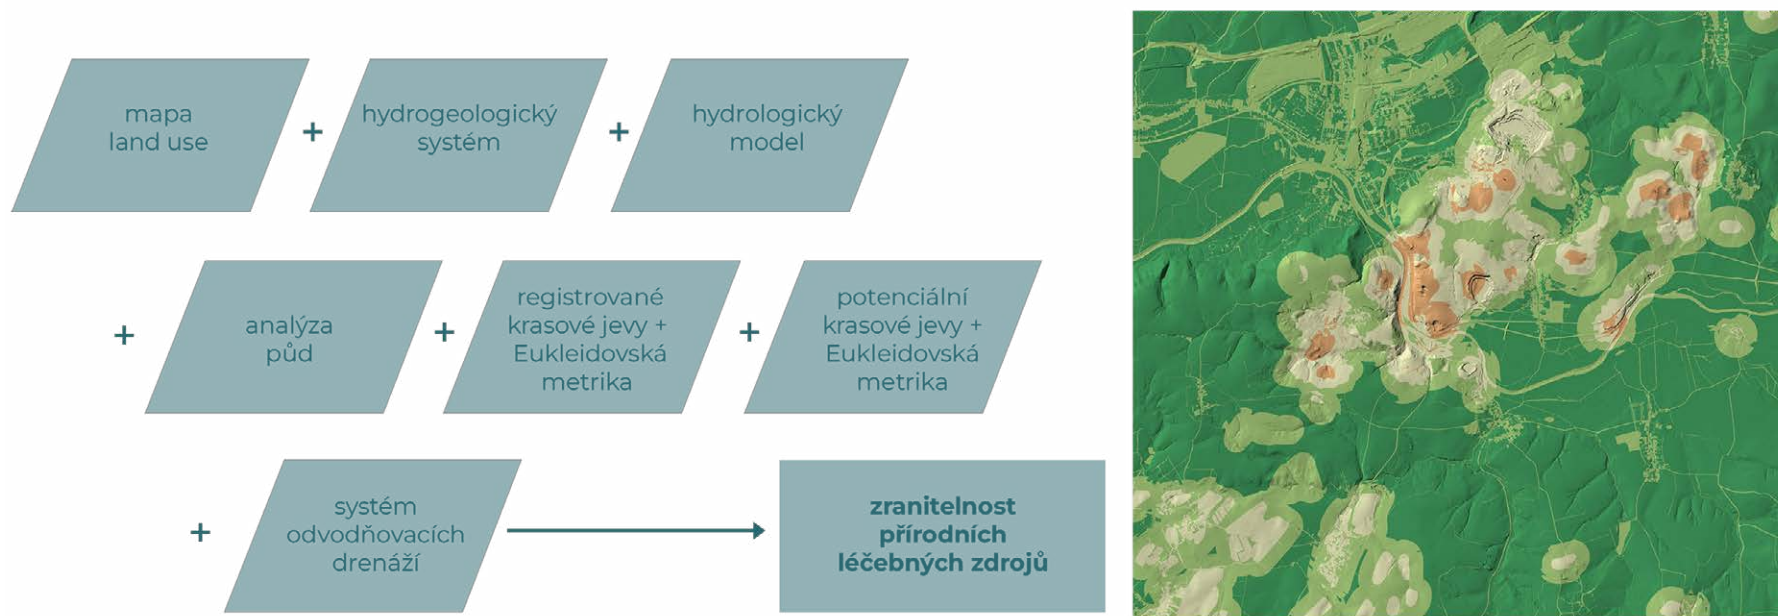 mapa
land use
+
hydrogeologický
systém
+
hydrologický
model
+
analýza
půd
+
registrované
krasové jevy +
Eukleidovská
metrika
+
potenciální
krasové jevy +
Eukleidovská
metrika
+
systém
odvodňovacích
drenáží
zranitelnost
přírodních
léčebných zdrojů